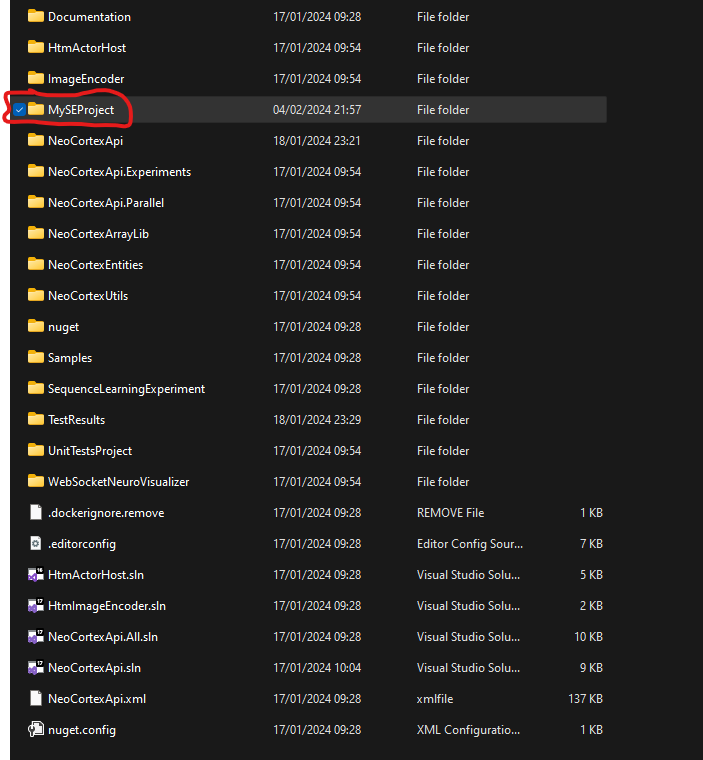 Documentation 17/01/2024 09:28 File folder
HtmActorHost 17/01/2024 09:54 File folder
ImageEncoder 17/01/2024 09:54 File folder
MySEProject 04/02/2024 21:57 File folder
NeoCortexApi 18/01/2024 23:21 File folder
NeoCortexApi.Experiments 17/01/2024 09:54 File folder
NeoCortexApi.Parallel 17/01/2024 09:54 File folder
NeoCortexArrayLib 17/01/2024 09:54 File folder
NeoCortexEntities 17/01/2024 09:54 File folder
NeoCortexUtils 17/01/2024 09:54 File folder
nuget 17/01/2024 09:28 File folder
Samples 17/01/2024 09:28 File folder
SequenceLearningExperiment 17/01/2024 09:28 File folder
TestResults 18/01/2024 23:29 File folder
UnitTestsProject 17/01/2024 09:54 File folder
WebSocketNeuroVisualizer 17/01/2024 09:54 File folder
.dockerignore.remove 17/01/2024 09:28 REMOVE File 1 KB
.editorconfig 17/01/2024 09:28 Editor Config Sour... 7 KB
HtmActorHost.sln 17/01/2024 09:28 Visual Studio Solu... 5 KB
HtmImageEncoder.sln 17/01/2024 09:28 Visual Studio Solu... 2 KB
NeoCortexApi.All.sln 17/01/2024 09:28 Visual Studio Solu... 10 KB
NeoCortexApi.sln 17/01/2024 10:04 Visual Studio Solu... 9 KB
NeoCortexApi.xml 17/01/2024 09:28 xmlfile 137 KB
nuget.config 17/01/2024 09:28 XML Configuratio... 1 KB